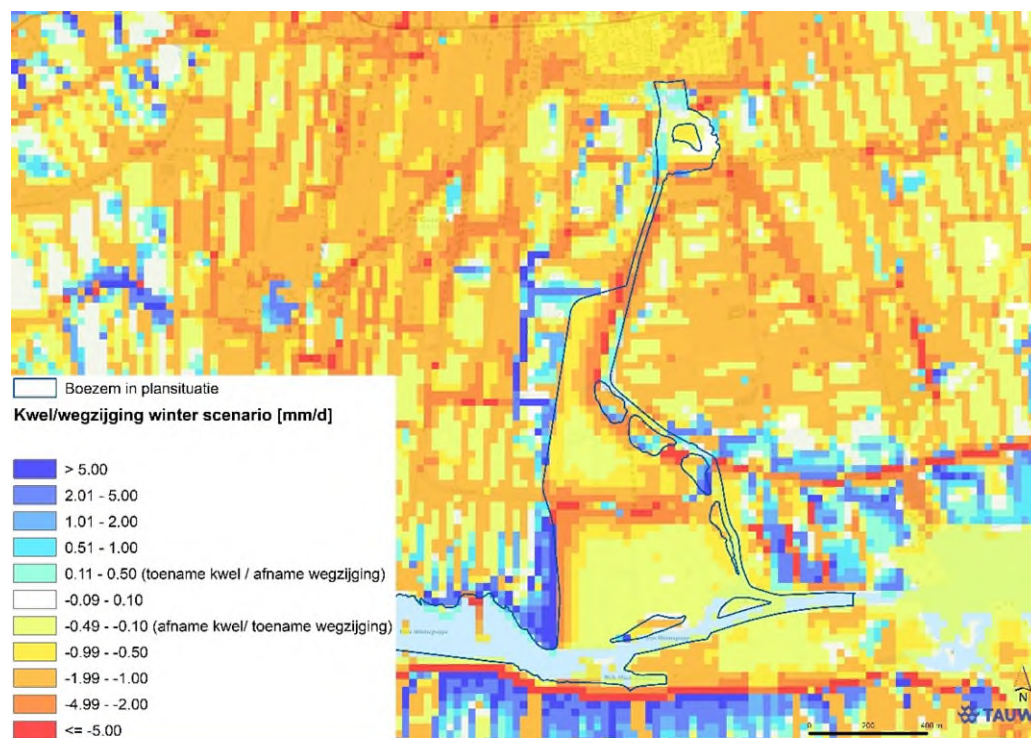 Boezem in plansituatie
Kwel/wegzijging winter scenario [mm/d]
> 5.00
2.01 - 5.00
1.01 - 2.00
0.51 - 1.00
0.11 - 0.50 (toename kwel / afname wegzijging)
-0.09 - 0.10
-0.49 - -0.10 (afname kwel/ toename wegzijging)
-0.99 - -0.50
-1.99 - -1.00
-4.99 - -2.00
<= -5.00
N
TAUW
0 200 400 m